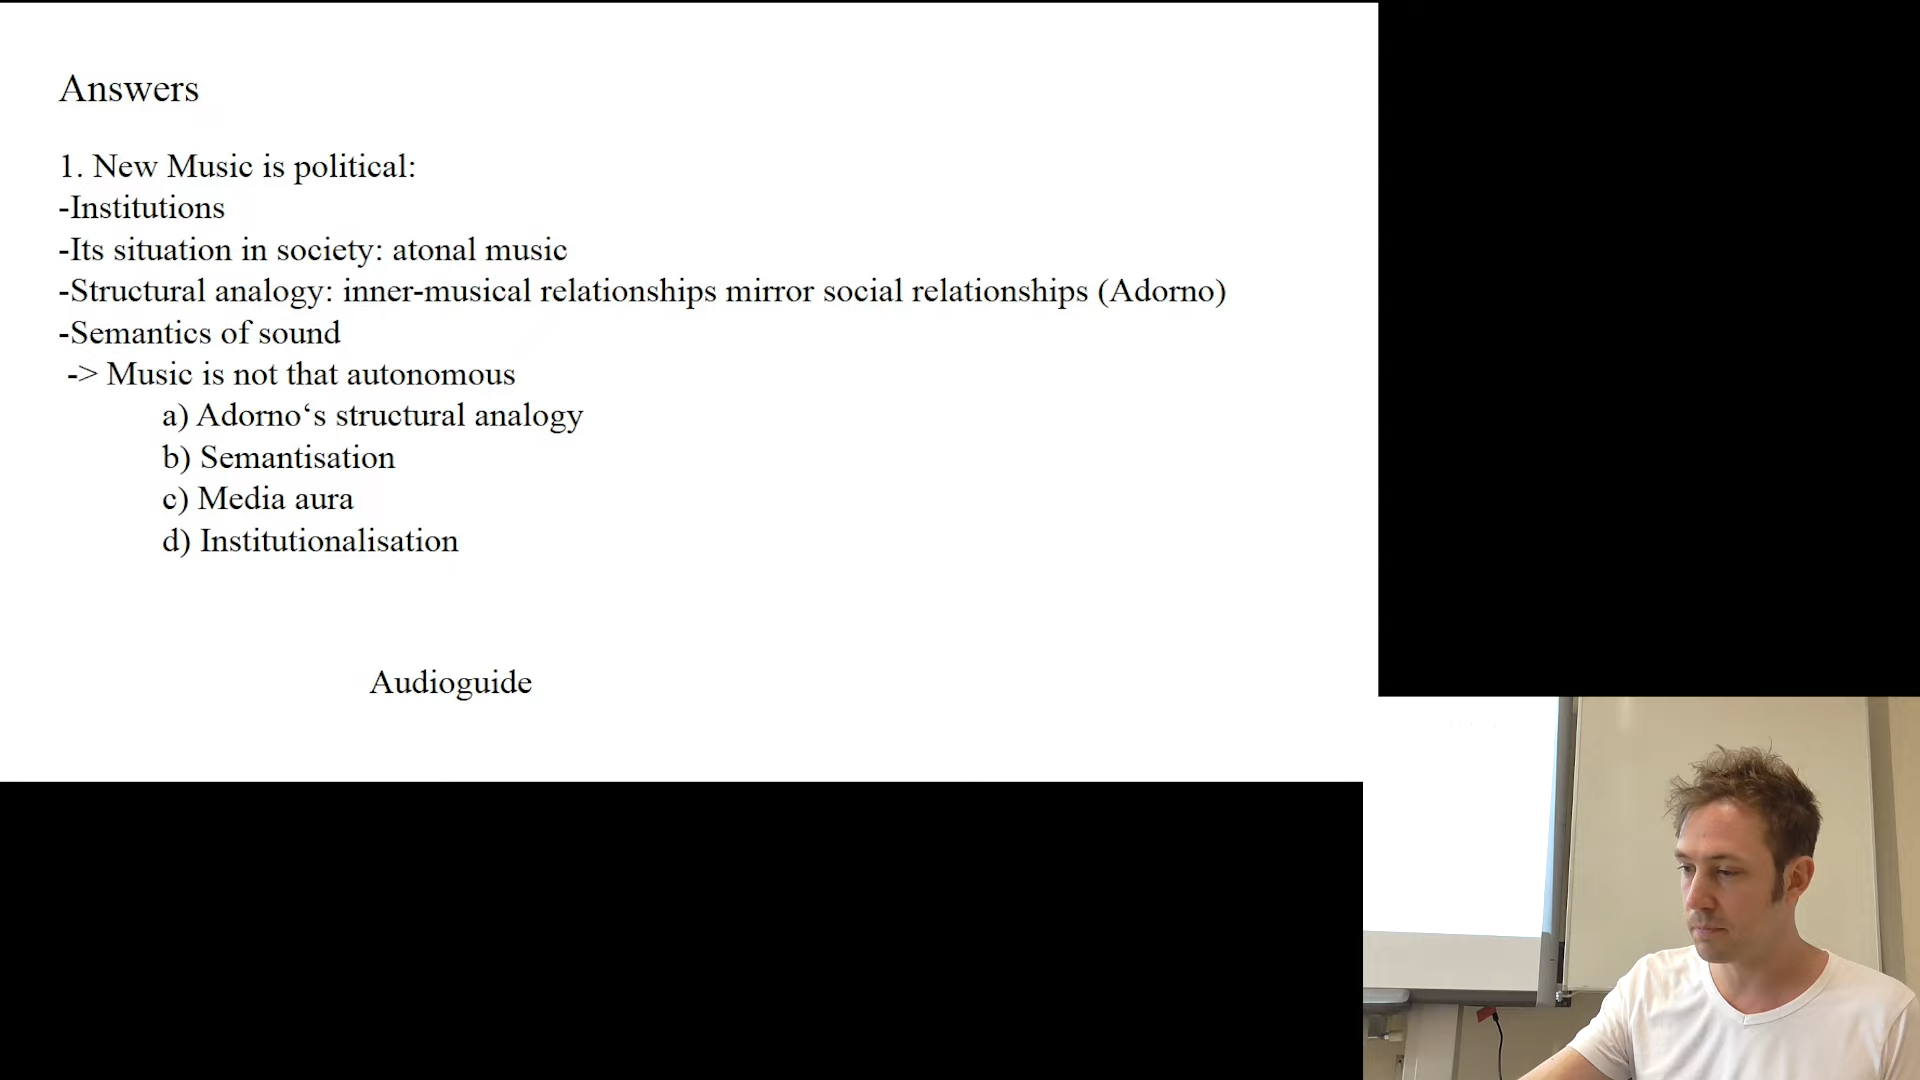 Answers
1. New Music is political:
-Institutions
-Its situation in society: atonal music
-Structural analogy: inner-musical relationships mirror social relationships (Adorno)
-Semantics of sound
-> Music is not that autonomous
a) Adorno‘s structural analogy
b) Semantisation
c) Media aura
d) Institutionalisation
Audioguide